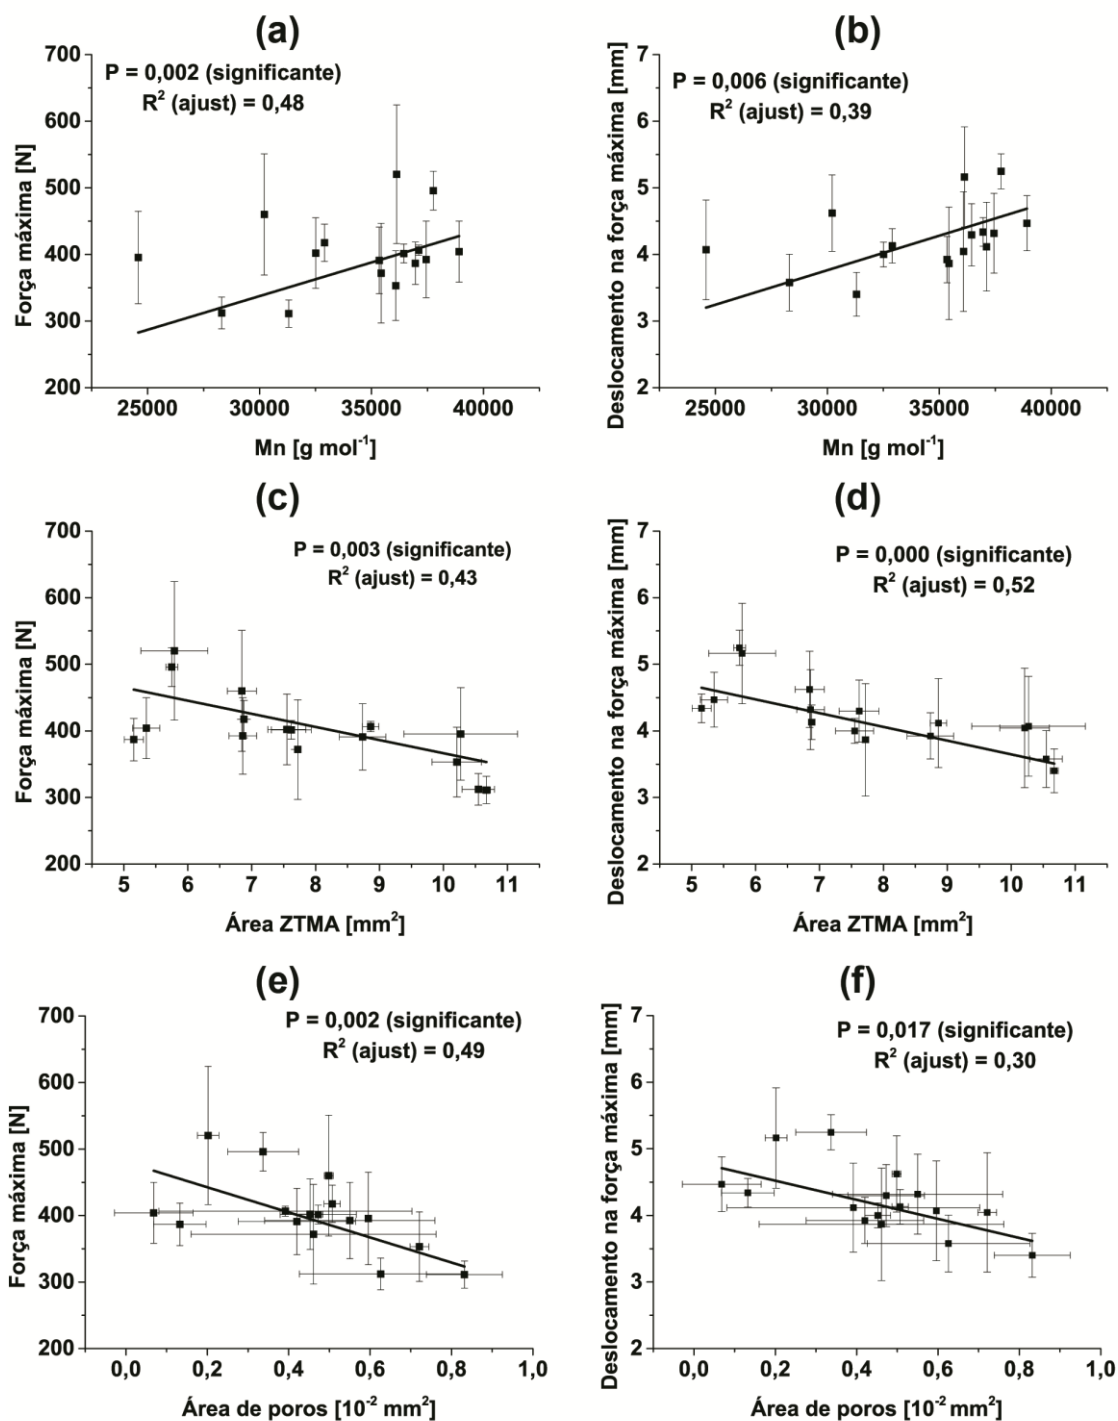 (a)
P = 0,002 (significante)
R² (ajust) = 0,48
Força máxima [N]
700
600
500
400
300
200
25000 30000 35000 40000
Mn [g mol⁻¹]
(b)
P = 0,006 (significante)
R² (ajust) = 0,39
Deslocamento na força máxima [mm]
7
6
5
4
3
2
25000 30000 35000 40000
Mn [g mol⁻¹]
(c)
P = 0,003 (significante)
R² (ajust) = 0,43
Força máxima [N]
700
600
500
400
300
200
5 6 7 8 9 10 11
Área ZTMA [mm²]
(d)
P = 0,000 (significante)
R² (ajust) = 0,52
Deslocamento na força máxima [mm]
7
6
5
4
3
2
5 6 7 8 9 10 11
Área ZTMA [mm²]
(e)
P = 0,002 (significante)
R² (ajust) = 0,49
Força máxima [N]
700
600
500
400
300
200
0,0 0,2 0,4 0,6 0,8 1,0
Área de poros [10⁻² mm²]
(f)
P = 0,017 (significante)
R² (ajust) = 0,30
Deslocamento na força máxima [mm]
7
6
5
4
3
2
0,0 0,2 0,4 0,6 0,8 1,0
Área de poros [10⁻² mm²]